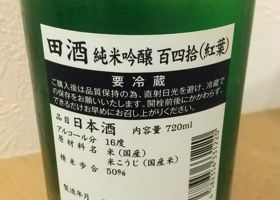 田酒 純米吟醸 百四拾(紅葉)
要冷蔵
ご購入後は品質保持の為、直射日光を避け、冷蔵で
の保存をお願いいたします。開栓前後にかかわらず、
できるだけお早めにお召し上がりください。
品目 日本酒 内容量 720ml
アルコール分 16度
原材料名 米(国産)
米こうじ(国産米)
精米歩合 50%
製造年月